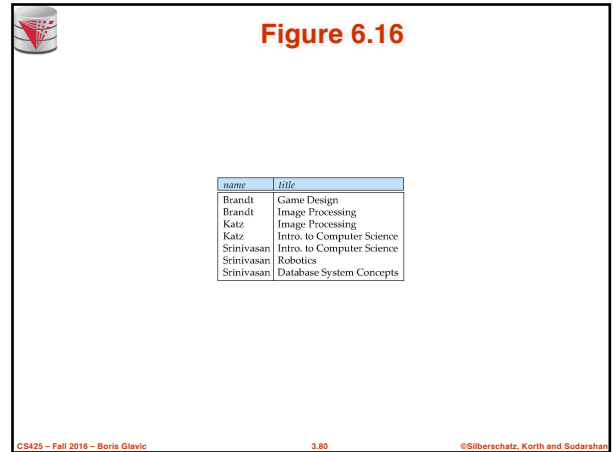 Figure 6.16
name title
Brandt Game Design
Brandt Image Processing
Katz Image Processing
Katz Intro. to Computer Science
Srinivasan Intro. to Computer Science
Srinivasan Robotics
Srinivasan Database System Concepts
CS425 – Fall 2016 – Boris Glavic 3.80 ©Silberschatz, Korth and Sudarshan